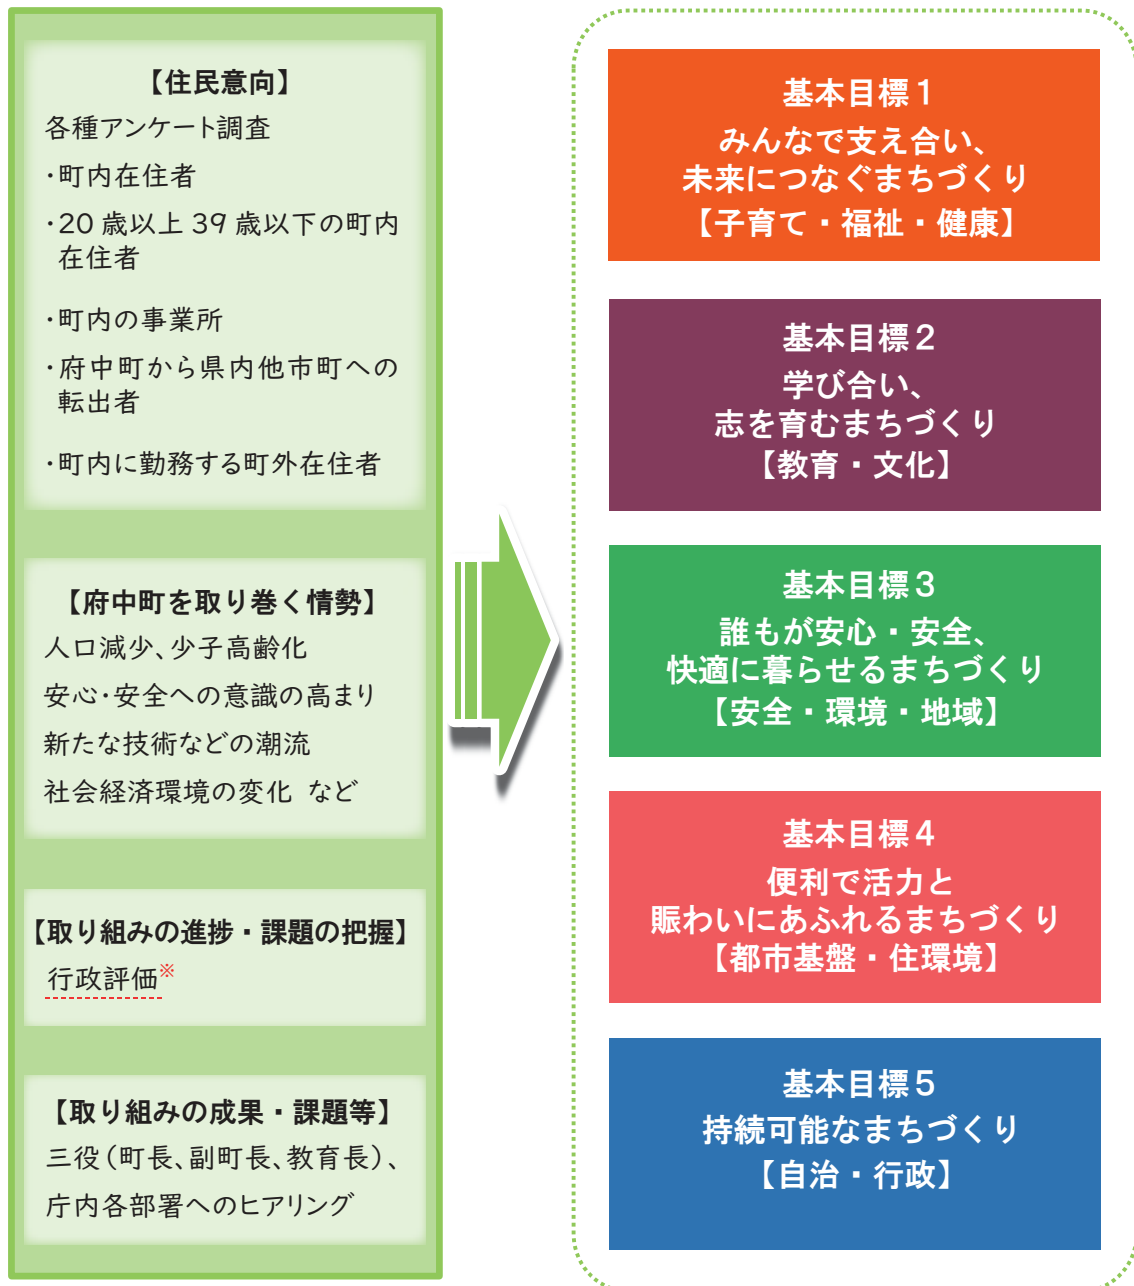 【住民意向】
各種アンケート調査
・町内在住者
・20 歳以上 39 歳以下の町内
在住者
・町内の事業所
・府中町から県内他市町への
転出者
・町内に勤務する町外在住者
【府中町を取り巻く情勢】
人口減少、少子高齢化
安心・安全への意識の高まり
新たな技術などの潮流
社会経済環境の変化 など
【取り組みの進捗・課題の把握】
行政評価※
【取り組みの成果・課題等】
三役（町長、副町長、教育長）、
庁内各部署へのヒアリング
基本目標１
みんなで支え合い、
未来につなぐまちづくり
【子育て・福祉・健康】
基本目標２
学び合い、
志を育むまちづくり
【教育・文化】
基本目標３
誰もが安心・安全、
快適に暮らせるまちづくり
【安全・環境・地域】
基本目標４
便利で活力と
賑わいにあふれるまちづくり
【都市基盤・住環境】
基本目標５
持続可能なまちづくり
【自治・行政】